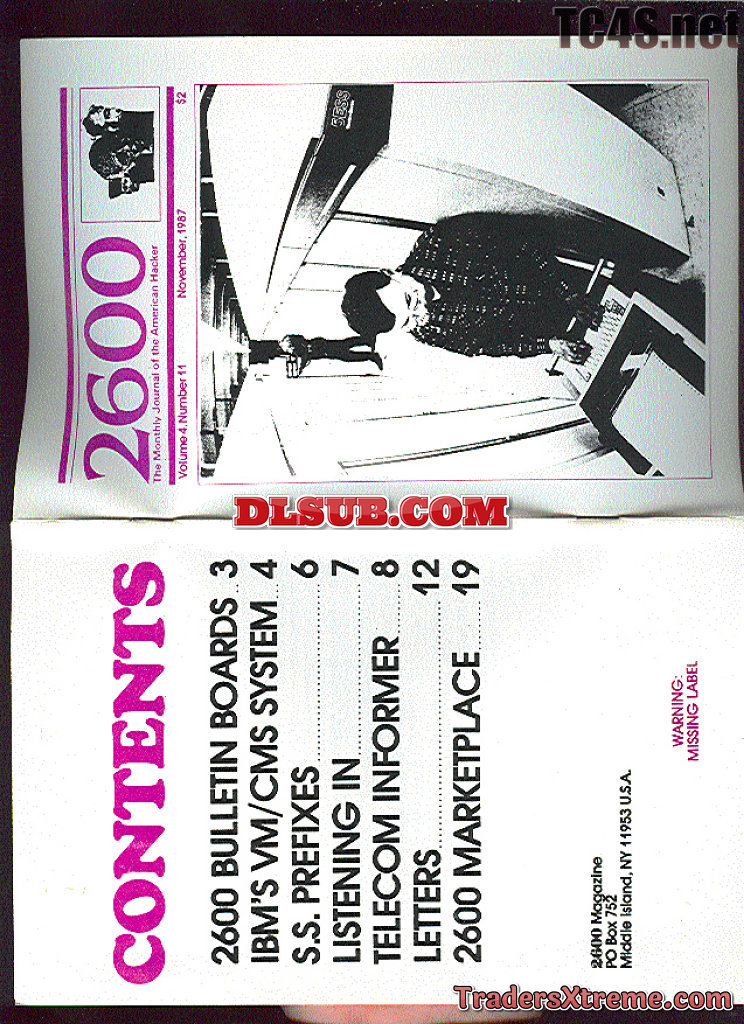 TC4S.net
2600
The Monthly Journal of the American Hacker
Volume 4, Number 11 November, 1987 $2
5ESS
DLSUB.COM
CONTENTS
2600 BULLETIN BOARDS 3
IBM'S VM/CMS SYSTEM 4
S.S. PREFIXES 6
LISTENING IN 7
TELECOM INFORMER 8
LETTERS 12
2600 MARKETPLACE 19
2600 Magazine
PO Box 752
Middle Island, NY 11953 U.S.A.
WARNING:
MISSING LABEL
TradersXtreme.com